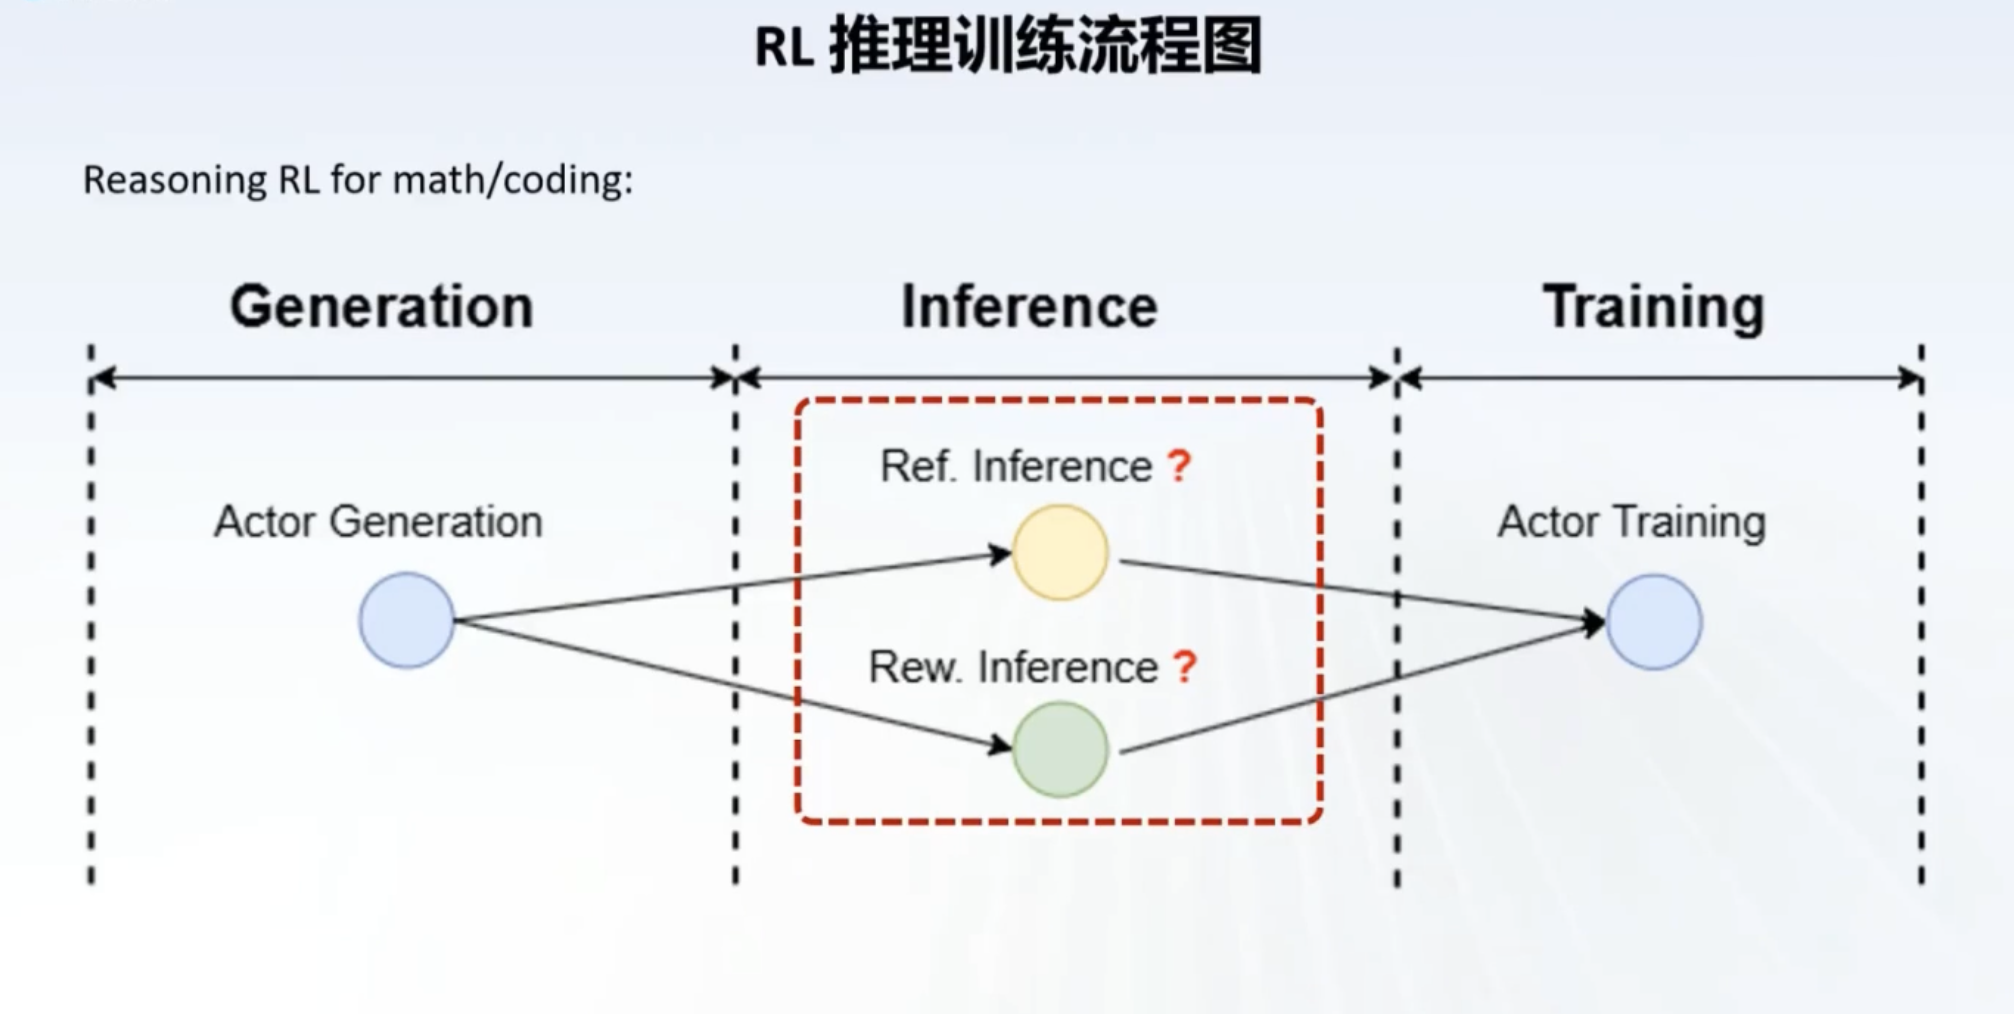 RL 推理训练流程图
Reasoning RL for math/coding:
Generation
Inference
Training
Ref. Inference ?
Actor Generation
Actor Training
Rew. Inference ?